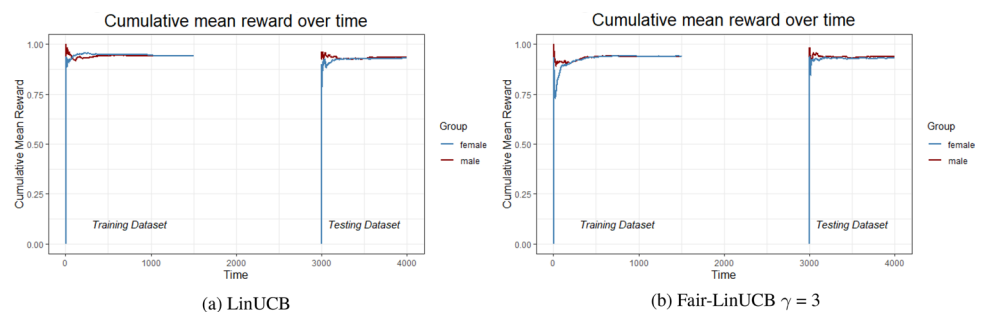 Cumulative mean reward over time
Cumulative Mean Reward
1.00
0.75
0.50
0.25
0.00
Training Dataset
Testing Dataset
0
1000
2000
3000
4000
Time
Group
female
male
(a) LinUCB
Cumulative mean reward over time
Cumulative Mean Reward
1.00
0.75
0.50
0.25
0.00
Training Dataset
Testing Dataset
0
1000
2000
3000
4000
Time
Group
female
male
(b) Fair-LinUCB γ = 3